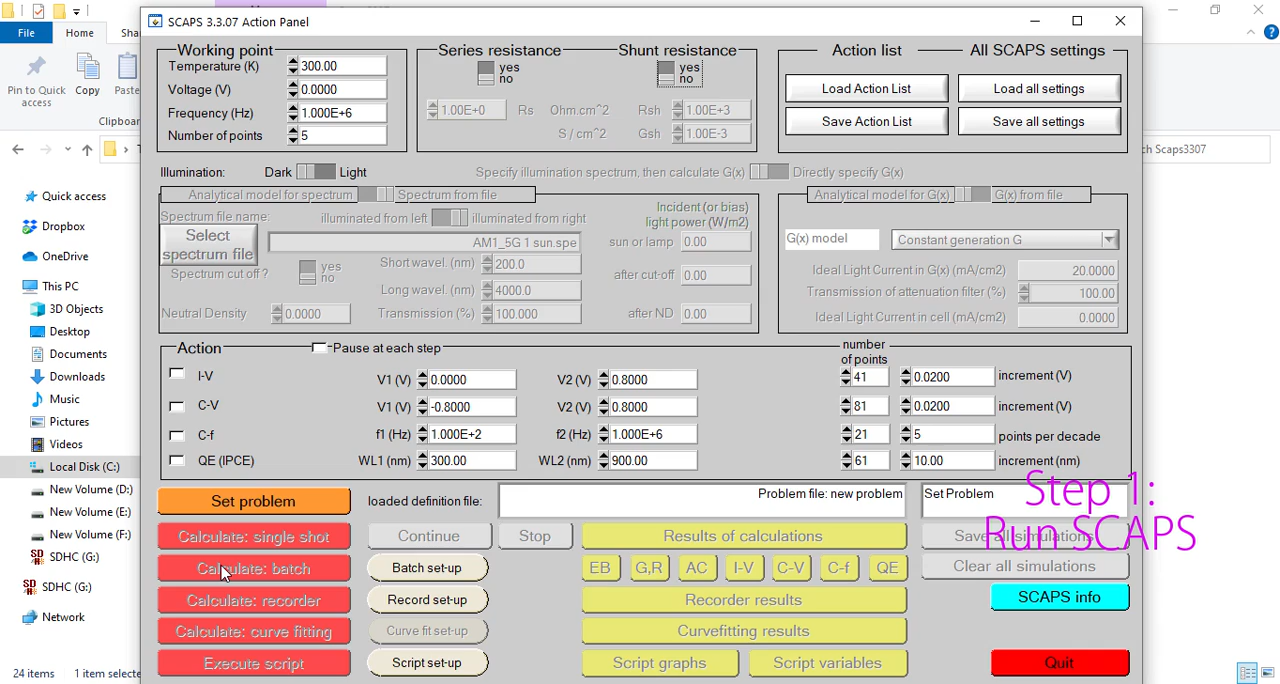 File
Home
Sha
Pin to Quick
access
Copy
Paste
Clipboar
Quick access
Dropbox
OneDrive
This PC
3D Objects
Desktop
Documents
Downloads
Music
Pictures
Videos
Local Disk (C:)
New Volume (D:)
New Volume (E:)
New Volume (F:)
SDHC (G:)
SDHC (G:)
Network
24 items
1 item selecte
ch Scaps3307
SCAPS 3.3.07 Action Panel
Working point
Temperature (K) 300.00
Voltage (V) 0.0000
Frequency (Hz) 1.000E+6
Number of points 5
Series resistance
yes
no
Shunt resistance
yes
no
1.00E+0 Rs Ohm.cm^2 Rsh 1.00E+3
S / cm^2 Gsh 1.00E-3
Action list
Load Action List
Save Action List
All SCAPS settings
Load all settings
Save all settings
Illumination: Dark Light
Specify illumination spectrum, then calculate G(x) Directly specify G(x)
Analytical model for spectrum Spectrum from file
Spectrum file name: illuminated from left illuminated from right
Select
spectrum file
AM1_5G 1 sun.spe
Spectrum cut off ?
yes
no
Short wavel. (nm) 200.0
Long wavel. (nm) 4000.0
Neutral Density 0.0000 Transmission (%) 100.000
Incident (or bias)
light power (W/m2)
sun or lamp 0.00
after cut-off 0.00
after ND 0.00
Analytical model for G(x) G(x) from file
G(x) model Constant generation G
Ideal Light Current in G(x) (mA/cm2) 20.0000
Transmission of attenuation filter (%) 100.00
Ideal Light Current in cell (mA/cm2) 0.0000
Action
Pause at each step
number
of points
I-V V1 (V) 0.0000 V2 (V) 0.8000 41 0.0200 increment (V)
C-V V1 (V) -0.8000 V2 (V) 0.8000 81 0.0200 increment (V)
C-f f1 (Hz) 1.000E+2 f2 (Hz) 1.000E+6 21 5 points per decade
QE (IPCE) WL1 (nm) 300.00 WL2 (nm) 900.00 61 10.00 increment (nm)
Set problem
loaded definition file:
Problem file: new problem
Set Problem
Calculate: single shot
Continue
Stop
Results of calculations
Save all simulations
Calculate: batch
Batch set-up
EB
G,R
AC
I-V
C-V
C-f
QE
Clear all simulations
Calculate: recorder
Record set-up
Recorder results
SCAPS info
Calculate: curve fitting
Curve fit set-up
Curvefitting results
Execute script
Script set-up
Script graphs
Script variables
Quit
Step 1:
Run SCAPS